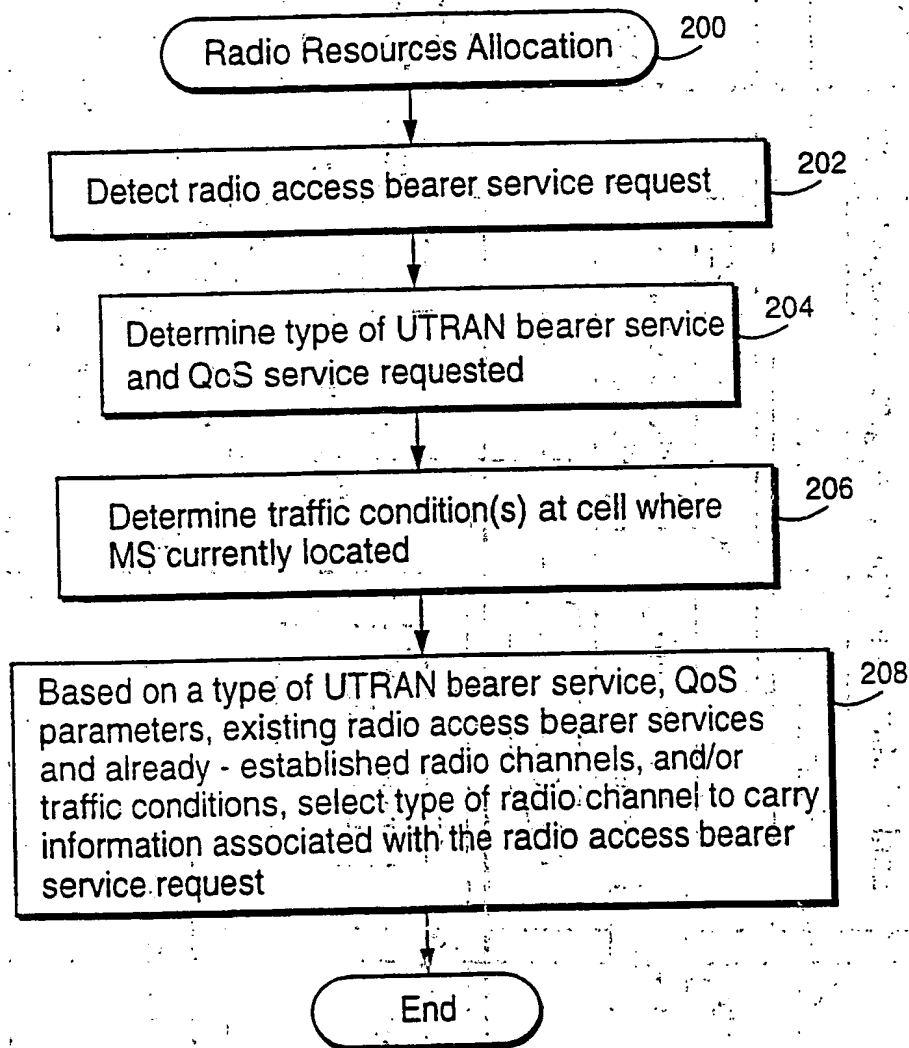 Radio Resources Allocation
200
Detect radio access bearer service request
202
Determine type of UTRAN bearer service
and QoS service requested
204
Determine traffic condition(s) at cell where
MS currently located
206
Based on a type of UTRAN bearer service, QoS
parameters, existing radio access bearer services
and already - established radio channels, and/or
traffic conditions, select type of radio channel to carry
information associated with the radio access bearer
service request
208
End